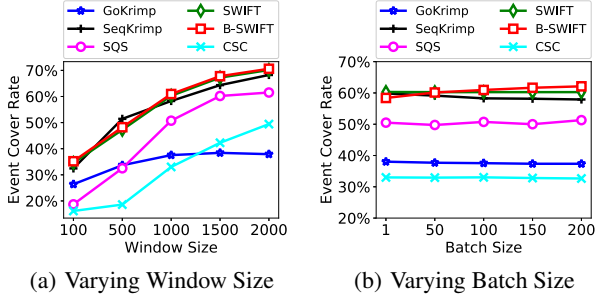 GoKrimp
SeqKrimp
SQS
SWIFT
B-SWIFT
CSC
Event Cover Rate
70%
60%
50%
40%
30%
20%
100 500 1000 1500 2000
Window Size
(a) Varying Window Size
GoKrimp
SeqKrimp
SQS
SWIFT
B-SWIFT
CSC
Event Cover Rate
70%
60%
50%
40%
30%
20%
1 50 100 150 200
Batch Size
(b) Varying Batch Size